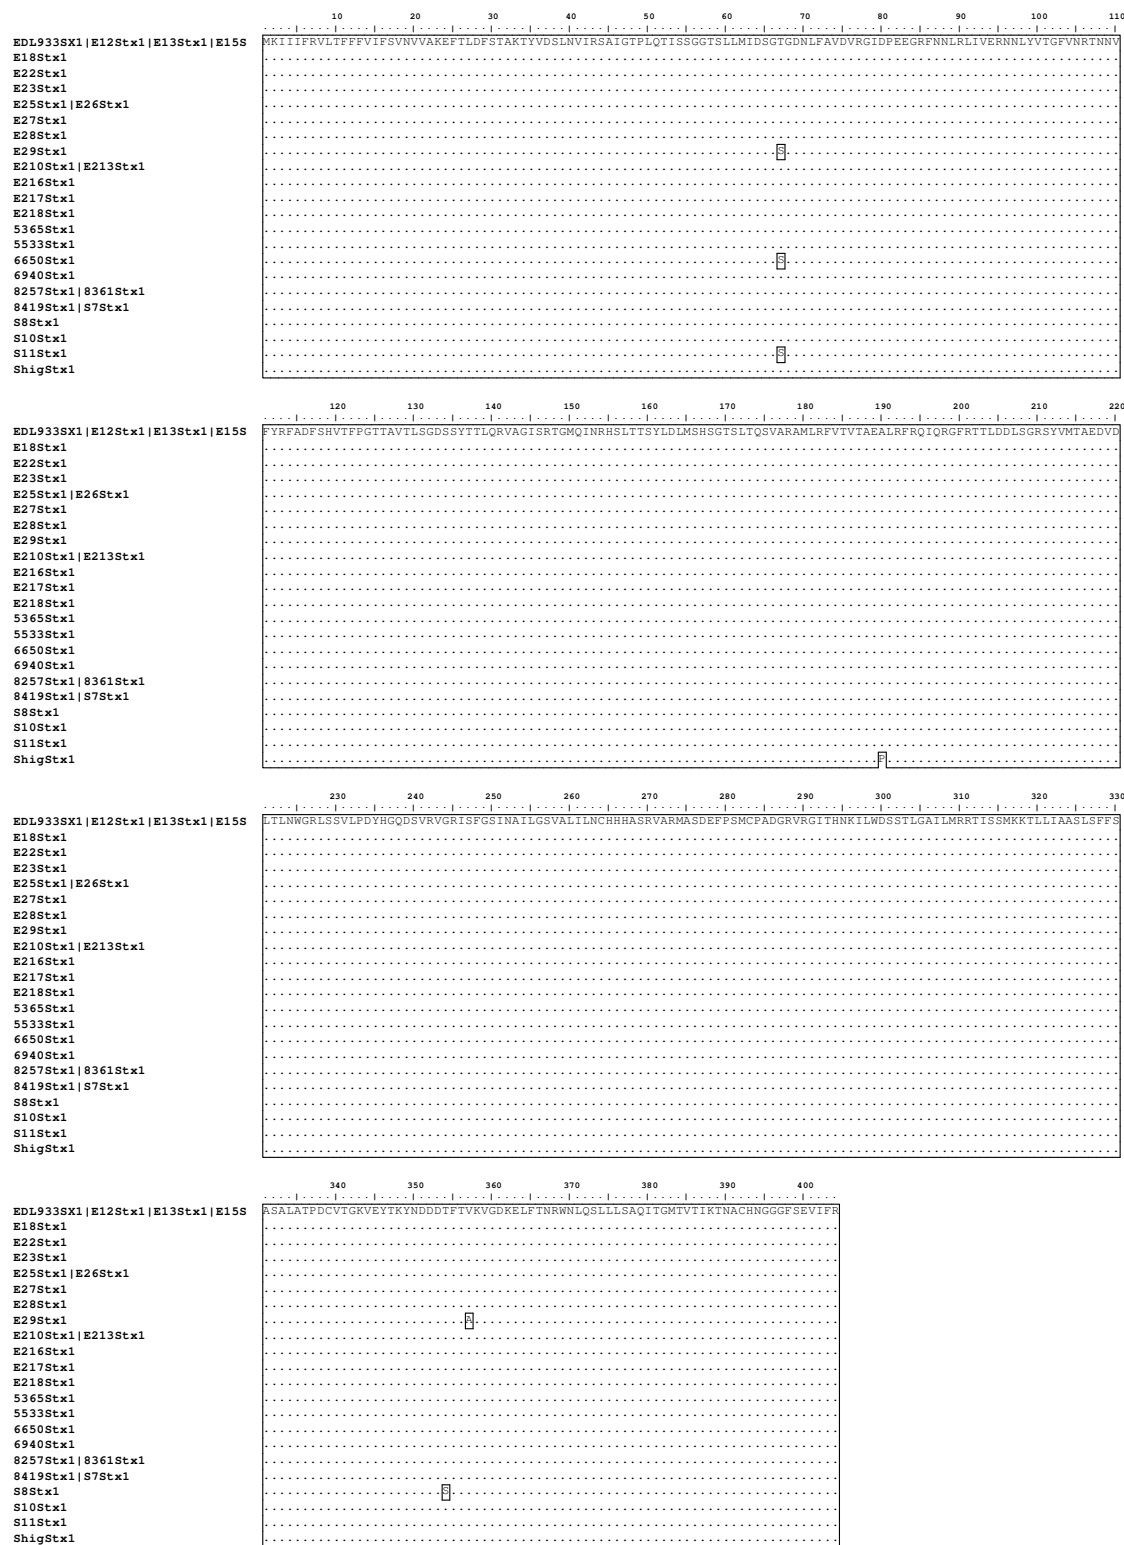 10 20 30 40 50 60 70 80 90 100 110
EDL933SX1|E12Stx1|E13Stx1|E15S MKIIIFRVLTFFFVIFSVNVVAKEFTLDFSTAKTYVDSLNVIRSAIGTPLQTISSGGTSLLMIDSGTGDNLFAVDVRGIDPEEGRFNNLRLIVERNNLYVTGFVNRTNNV
E18Stx1
E22Stx1
E23Stx1
E25Stx1|E26Stx1
E27Stx1
E28Stx1
E29Stx1 S
E210Stx1|E213Stx1
E216Stx1
E217Stx1
E218Stx1
5365Stx1
5533Stx1
6650Stx1 S
6940Stx1
8257Stx1|8361Stx1
8419Stx1|S7Stx1
S8Stx1
S10Stx1
S11Stx1 S
ShigStx1
120 130 140 150 160 170 180 190 200 210 220
EDL933SX1|E12Stx1|E13Stx1|E15S FYRFADFSHVTFPGTTAVTLSGDSSYTTLQRVAGISRTGMQINRHSLTTSYLDLMSHSGTSLTQSVARAMLRFVTVTAEALRFRQIQRGFRTTLDDLSGRSYVMTAEDVD
E18Stx1
E22Stx1
E23Stx1
E25Stx1|E26Stx1
E27Stx1
E28Stx1
E29Stx1
E210Stx1|E213Stx1
E216Stx1
E217Stx1
E218Stx1
5365Stx1
5533Stx1
6650Stx1
6940Stx1
8257Stx1|8361Stx1
8419Stx1|S7Stx1
S8Stx1
S10Stx1
S11Stx1
ShigStx1 P
230 240 250 260 270 280 290 300 310 320 330
EDL933SX1|E12Stx1|E13Stx1|E15S LTLNWGRLSSVLPDYHGQDSVRVGRISFGSINAILGSVALILNCHHHASRVARMASDEFPSMCPADGRVRGITHNKILWDSSTLGAILMRRTISSMKKTLLIAASLSFFS
E18Stx1
E22Stx1
E23Stx1
E25Stx1|E26Stx1
E27Stx1
E28Stx1
E29Stx1
E210Stx1|E213Stx1
E216Stx1
E217Stx1
E218Stx1
5365Stx1
5533Stx1
6650Stx1
6940Stx1
8257Stx1|8361Stx1
8419Stx1|S7Stx1
S8Stx1
S10Stx1
S11Stx1
ShigStx1
340 350 360 370 380 390 400
EDL933SX1|E12Stx1|E13Stx1|E15S ASALATPDCVTGKVEYTKYNDDDTFTVKVGDKELFTNRWNLQSLLLSAQITGMTVTIKTNACHNGGGFSEVIFR
E18Stx1
E22Stx1
E23Stx1
E25Stx1|E26Stx1
E27Stx1
E28Stx1
E29Stx1 A
E210Stx1|E213Stx1
E216Stx1
E217Stx1
E218Stx1
5365Stx1
5533Stx1
6650Stx1
6940Stx1
8257Stx1|8361Stx1
8419Stx1|S7Stx1
S8Stx1 S
S10Stx1
S11Stx1
ShigStx1